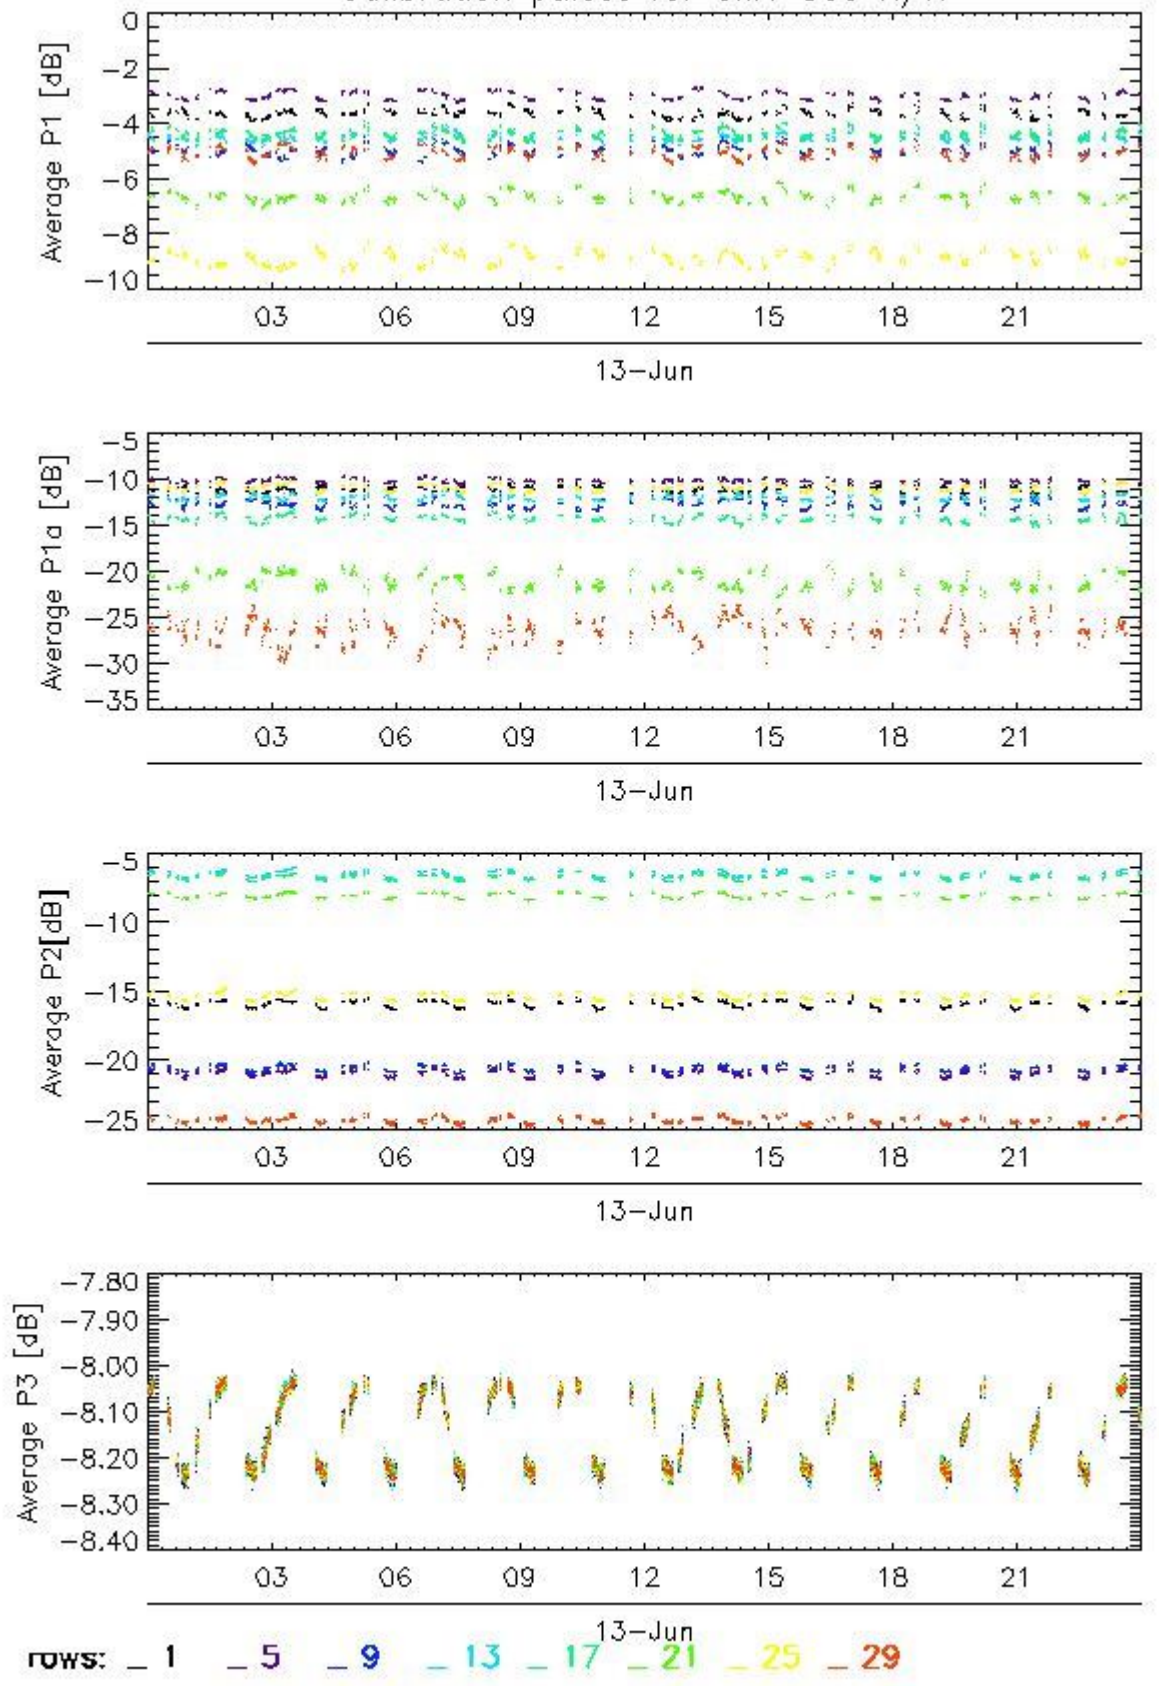 0
−2
−4
−6
−8
−10
Average P1 [dB]
03 06 09 12 15 18 21
13−Jun
−5
−10
−15
−20
−25
−30
−35
Average P1a [dB]
03 06 09 12 15 18 21
13−Jun
−5
−10
−15
−20
−25
Average P2[dB]
03 06 09 12 15 18 21
13−Jun
−7.80
−7.90
−8.00
−8.10
−8.20
−8.30
−8.40
Average P3 [dB]
03 06 09 12 15 18 21
13−Jun
rows: _ 1 _ 5 _ 9 _ 13 _ 17 _ 21 _ 25 _ 29